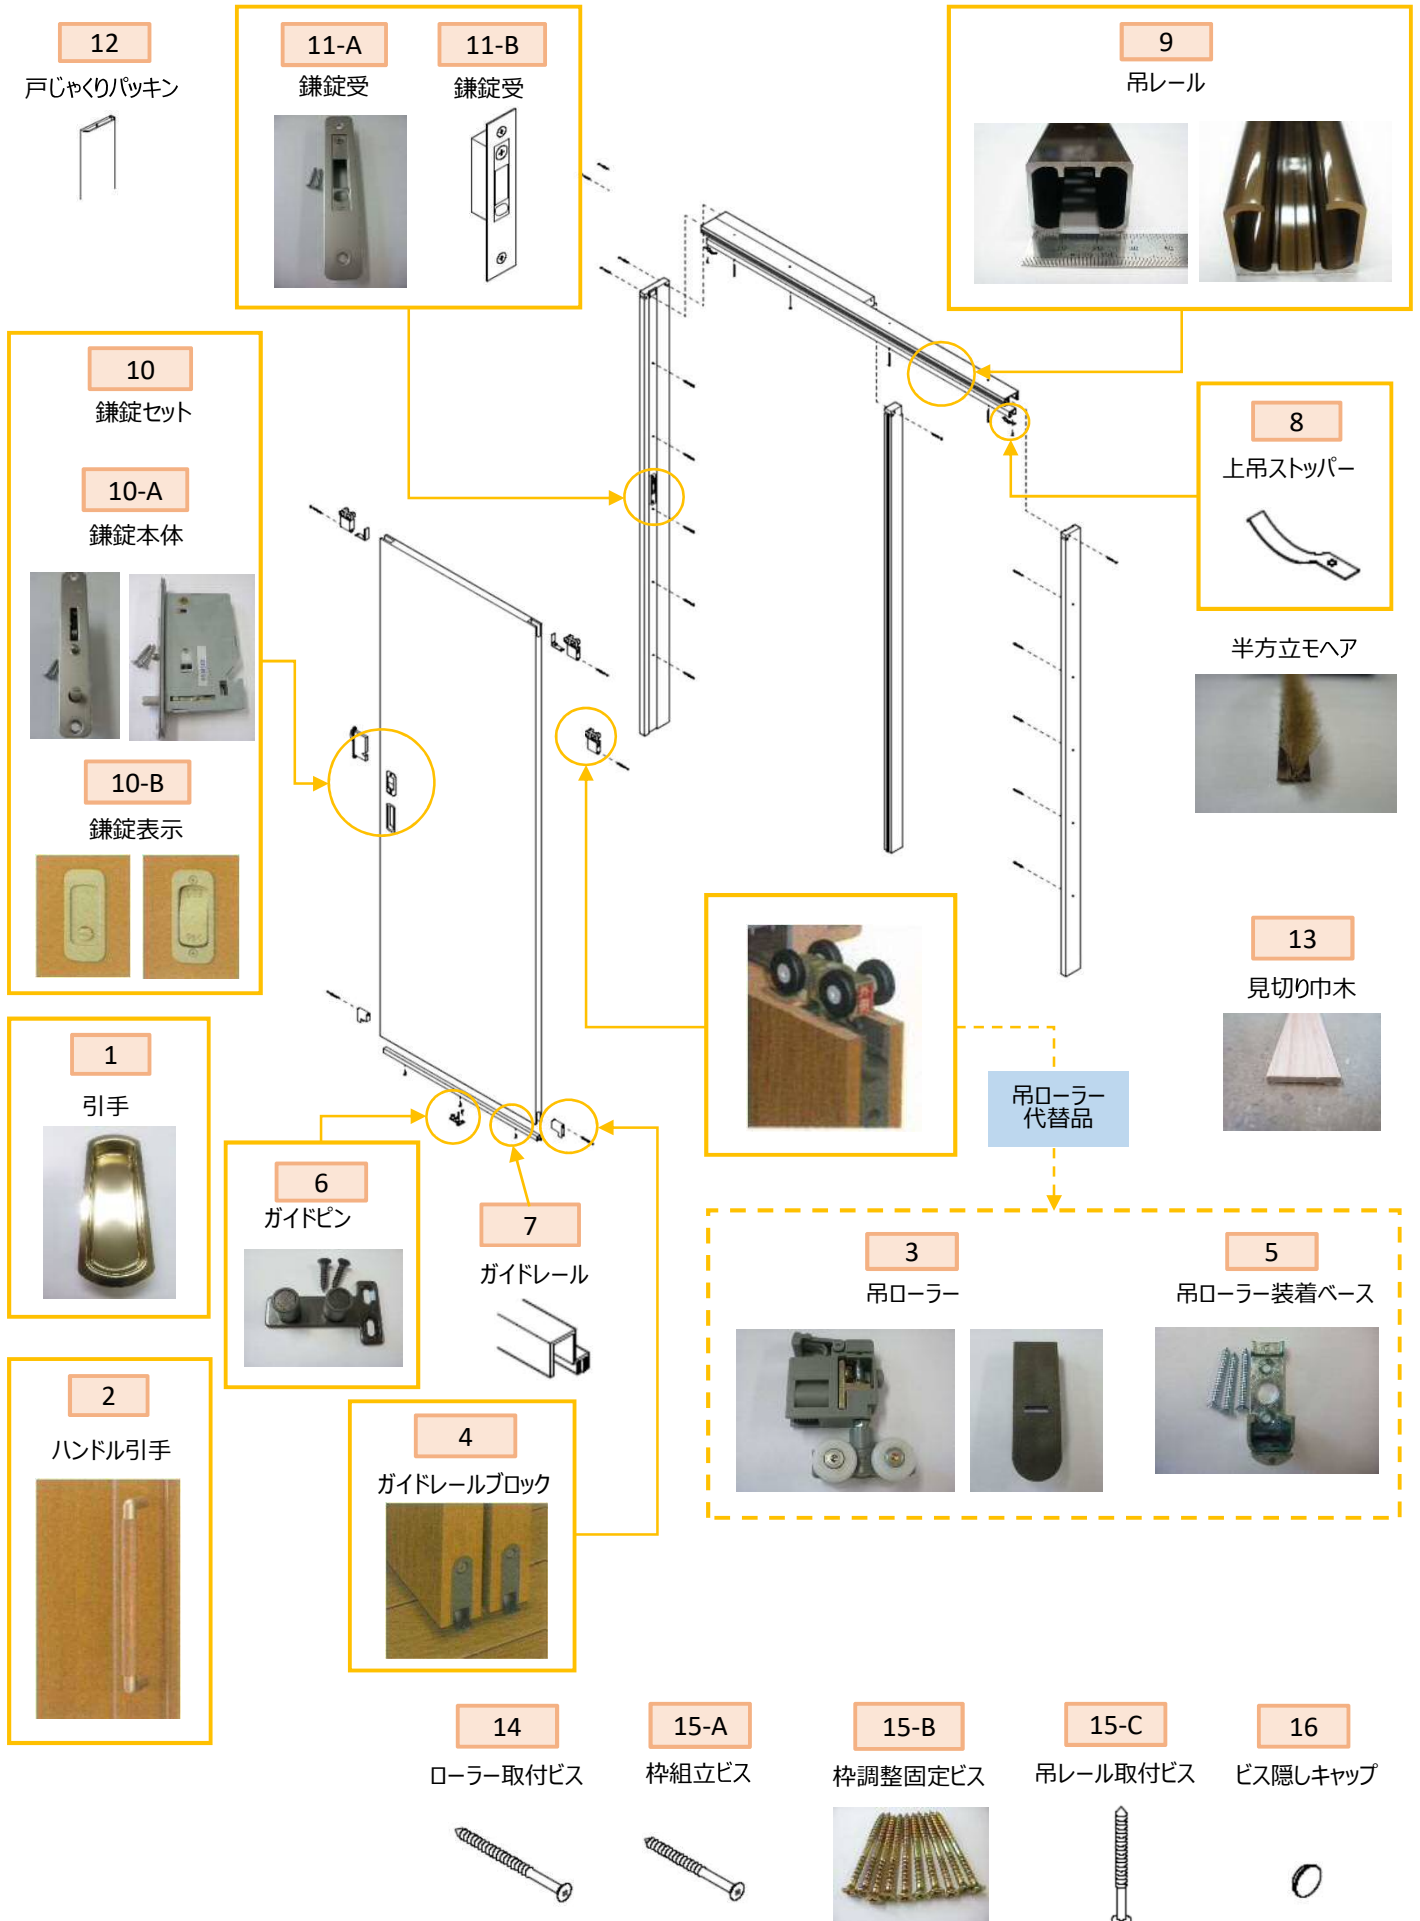 12
戸じゃくりパッキン
11-A
鎌錠受
11-B
鎌錠受
9
吊レール
10
鎌錠セット
10-A
鎌錠本体
10-B
鎌錠表示
8
上吊ストッパー
半方立モヘア
13
見切り巾木
1
引手
2
ハンドル引手
6
ガイドピン
7
ガイドレール
4
ガイドレールブロック
吊ローラー
代替品
3
吊ローラー
5
吊ローラー装着ベース
14
ローラー取付ビス
15-A
枠組立ビス
15-B
枠調整固定ビス
15-C
吊レール取付ビス
16
ビス隠しキャップ